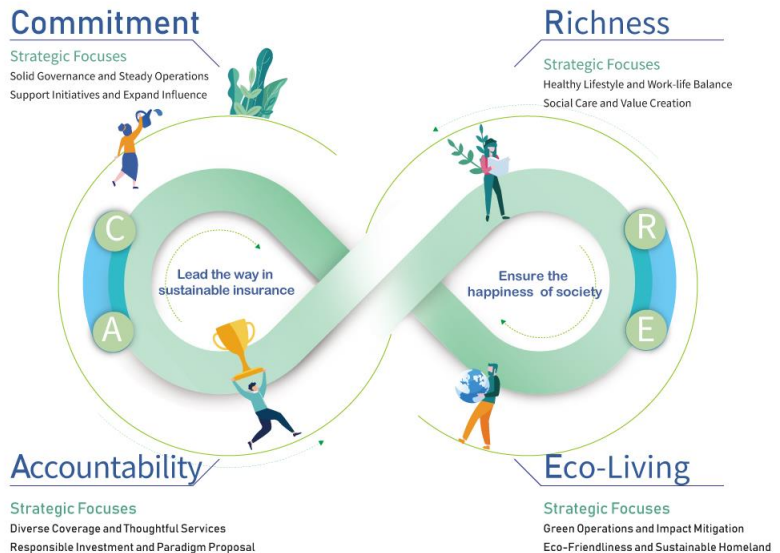 Commitment
Strategic Focuses
Solid Governance and Steady Operations
Support Initiatives and Expand Influence
Richness
Strategic Focuses
Healthy Lifestyle and Work-life Balance
Social Care and Value Creation
C
A
Lead the way in
sustainable insurance
Ensure the
happiness of society
R
E
Accountability
Strategic Focuses
Diverse Coverage and Thoughtful Services
Responsible Investment and Paradigm Proposal
Eco-Living
Strategic Focuses
Green Operations and Impact Mitigation
Eco-Friendliness and Sustainable Homeland